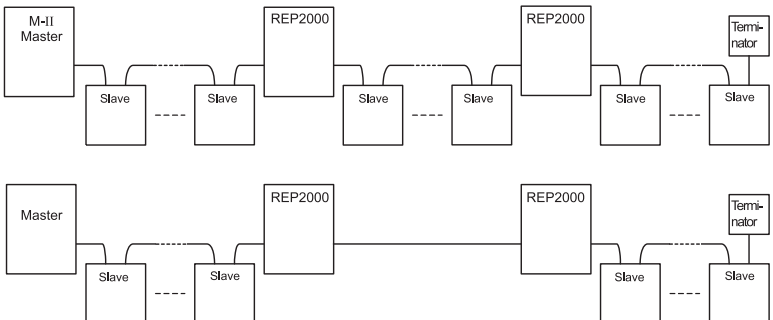 M-II
Master
REP2000
REP2000
Termi-
nator
Slave
Slave
Slave
Slave
Slave
Slave
Master
REP2000
REP2000
Termi-
nator
Slave
Slave
Slave
Slave